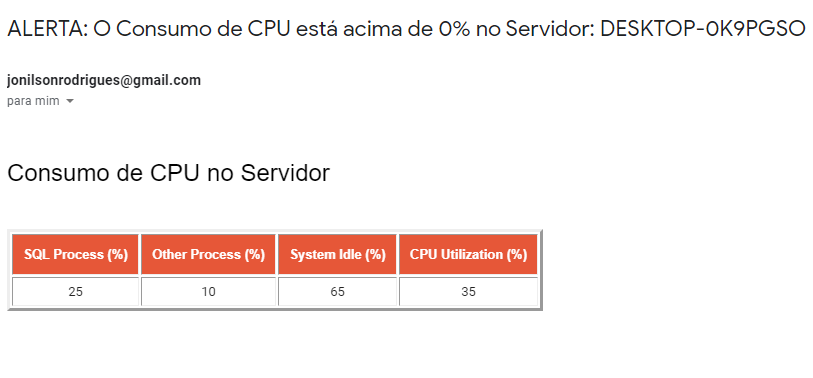 ALERTA: O Consumo de CPU está acima de 0% no Servidor: DESKTOP-0K9PGSO
jonilsonrodrigues@gmail.com
para mim
Consumo de CPU no Servidor
SQL Process (%) Other Process (%) System Idle (%) CPU Utilization (%)
25 10 65 35